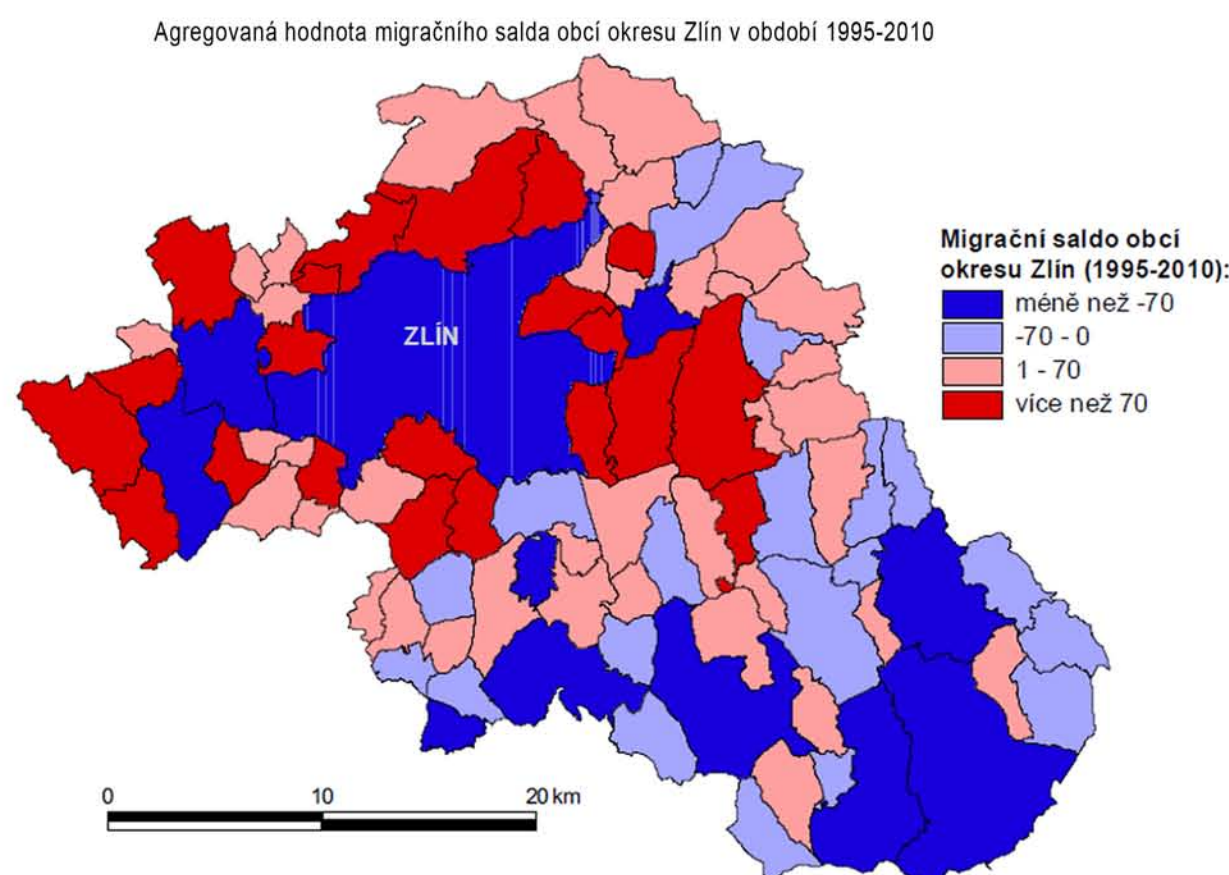 Agregovaná hodnota migračního salda obcí okresu Zlín v období 1995-2010
ZLÍN
Migrační saldo obcí
okresu Zlín (1995-2010):
méně než -70
-70 - 0
1 - 70
více než 70
0 10 20 km